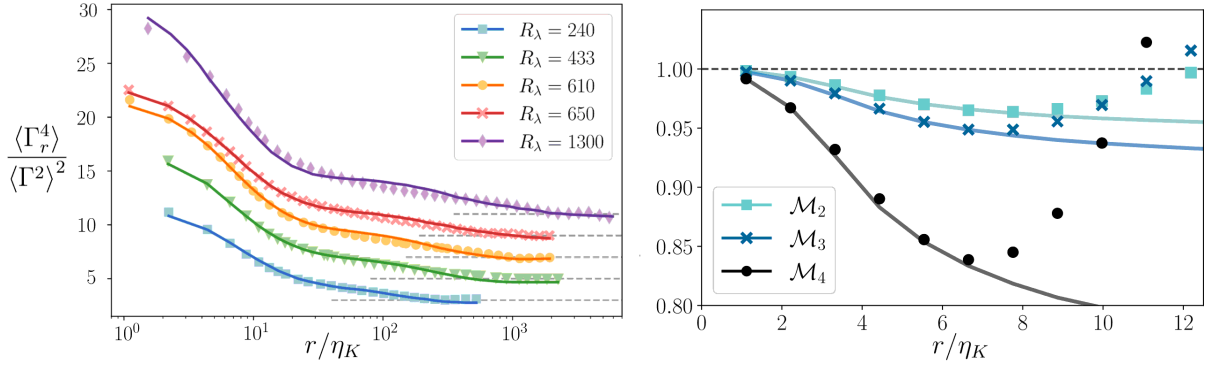 30
25
20
15
10
5
⟨Γ_r^4⟩
⟨Γ^2⟩^2
R_λ = 240
R_λ = 433
R_λ = 610
R_λ = 650
R_λ = 1300
10^0
10^1
10^2
10^3
r/η_K
1.00
0.95
0.90
0.85
0.80
M_2
M_3
M_4
0
2
4
6
8
10
12
r/η_K